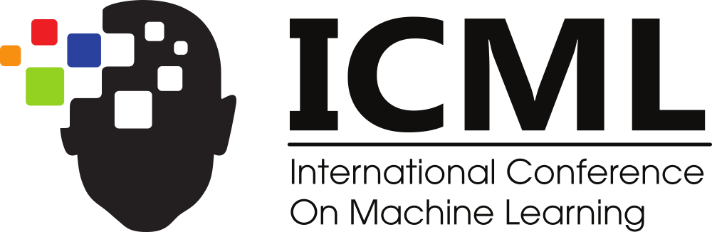 ICML
International Conference
On Machine Learning